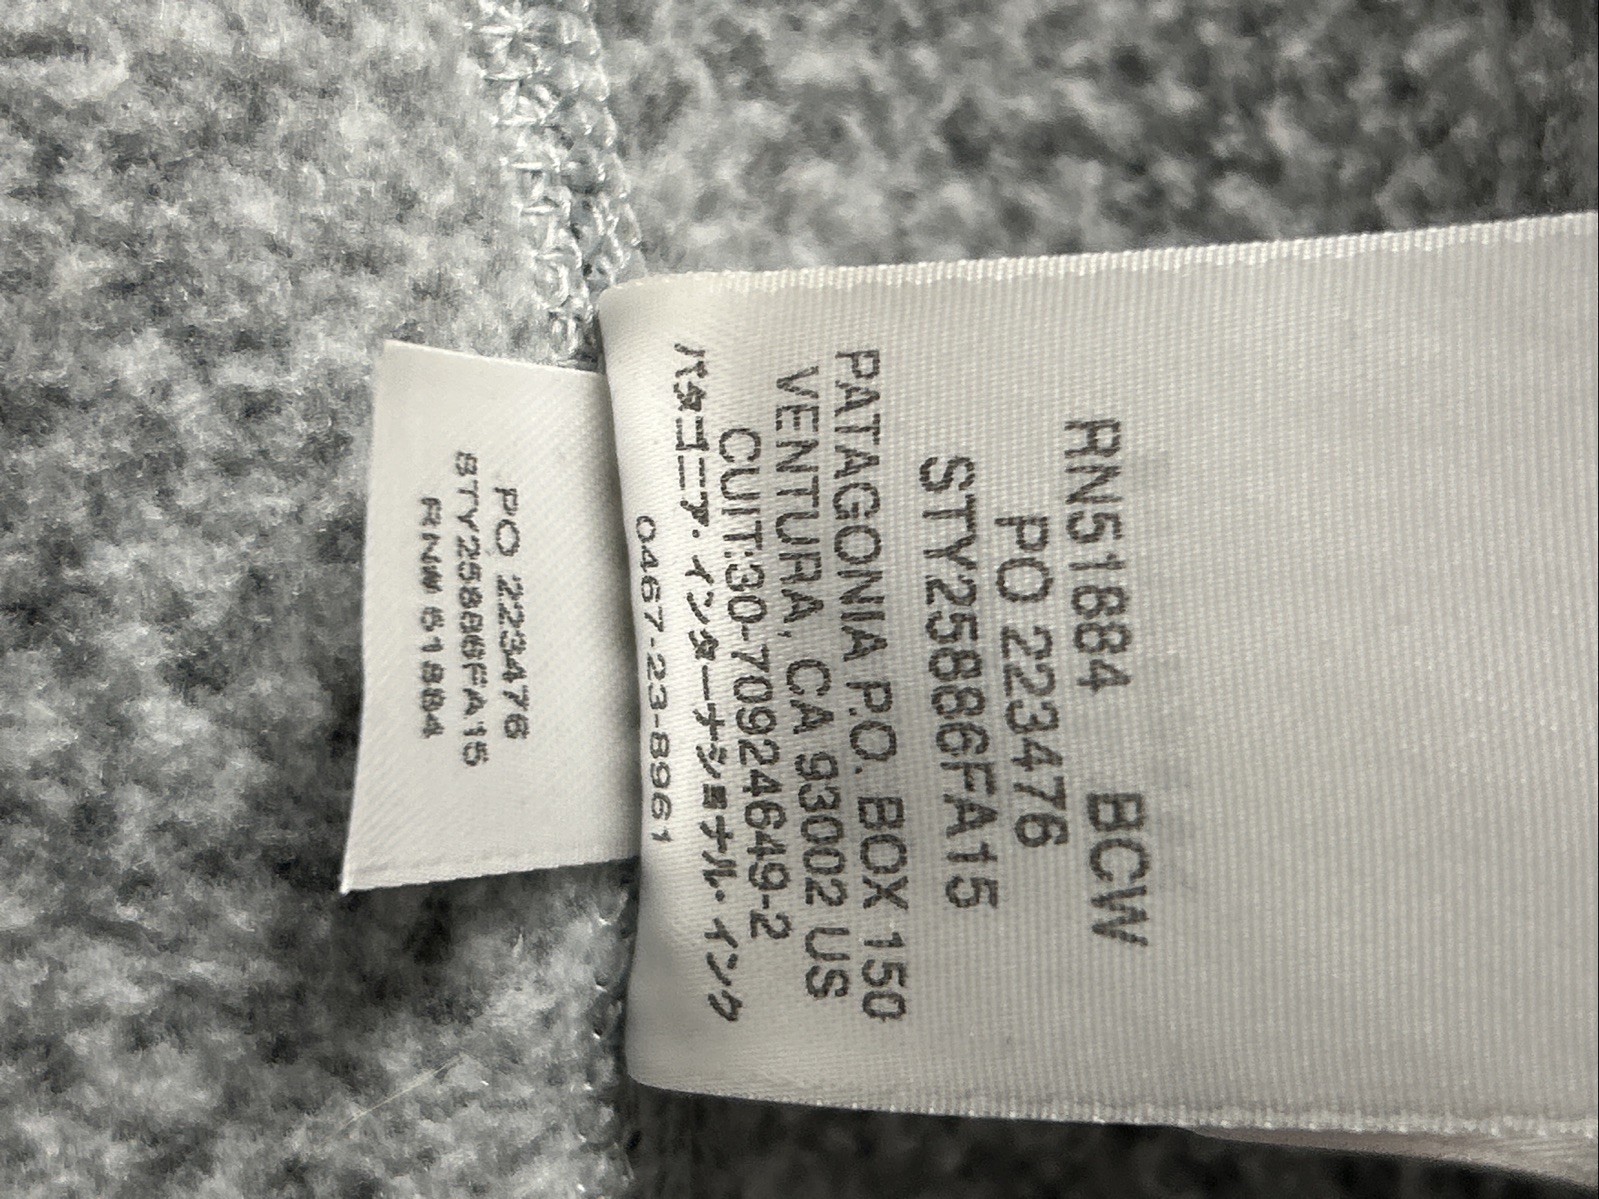 RN51884 BCW
PO 223476
STY25886FA15
PATAGONIA P.O. BOX 150
VENTURA, CA 93002 US
CUIT:30-70924649-2
パタゴニア・インターナショナル・インク
0467-23-8961
PO 223476
STY25886FA15
RNW 51884